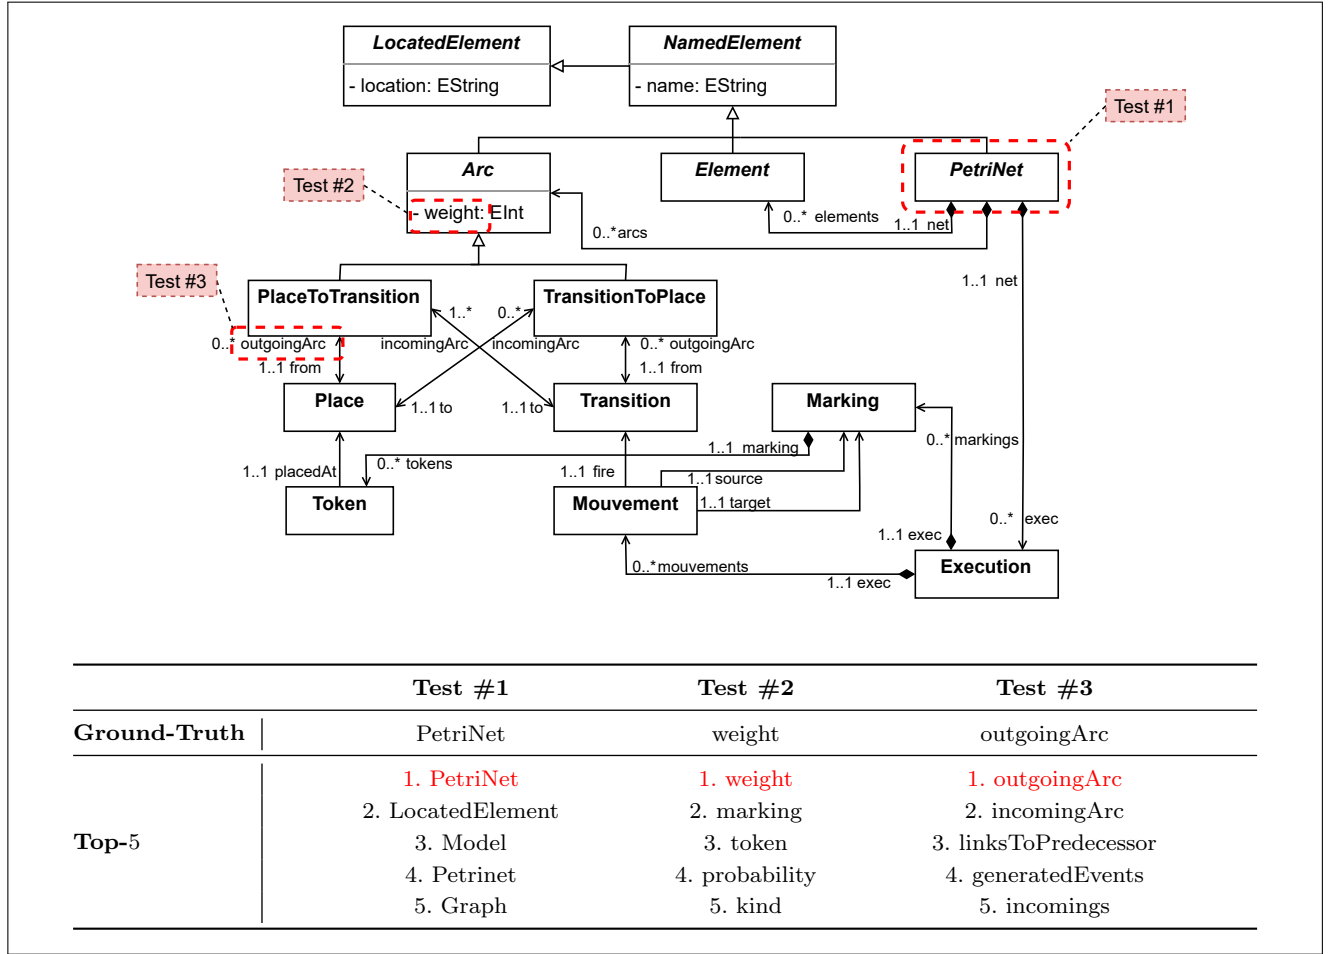 LocatedElement
- location: EString
NamedElement
- name: EString
Test #1
Arc
- weight: EInt
Element
PetriNet
Test #2
0..* elements
1..1 net
0..* arcs
1..1 net
Test #3
PlaceToTransition
TransitionToPlace
1..*
0..*
0..* outgoingArc
incomingArc
incomingArc
0..* outgoingArc
1..1 from
1..1 from
Place
Transition
Marking
1..1 to
1..1 to
0..* markings
1..1 marking
1..1 placedAt
0..* tokens
1..1 fire
1..1 source
Token
Mouvement
1..1 target
0..* exec
1..1 exec
0..* mouvements
1..1 exec
Execution
Test #1 Test #2 Test #3
Ground-Truth PetriNet weight outgoingArc
1. PetriNet 1. weight 1. outgoingArc
2. LocatedElement 2. marking 2. incomingArc
Top-5 3. Model 3. token 3. linksToPredecessor
4. Petrinet 4. probability 4. generatedEvents
5. Graph 5. kind 5. incomings